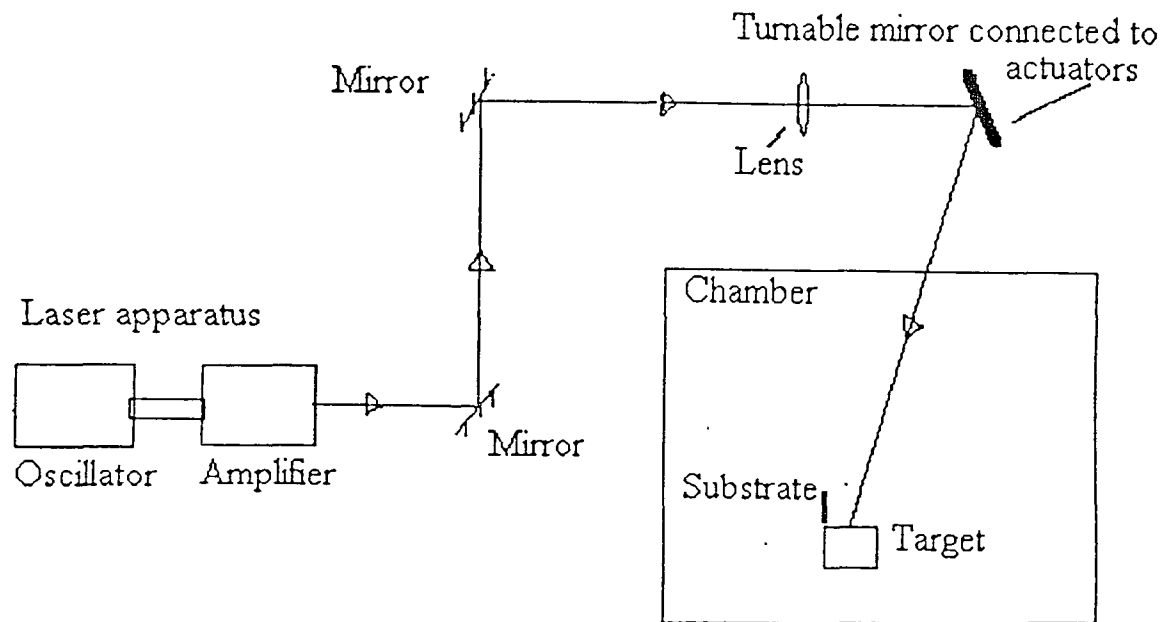 Turnable mirror connected to
actuators
Mirror
Lens
Chamber
Laser apparatus
Mirror
Oscillator
Amplifier
Substrate
Target